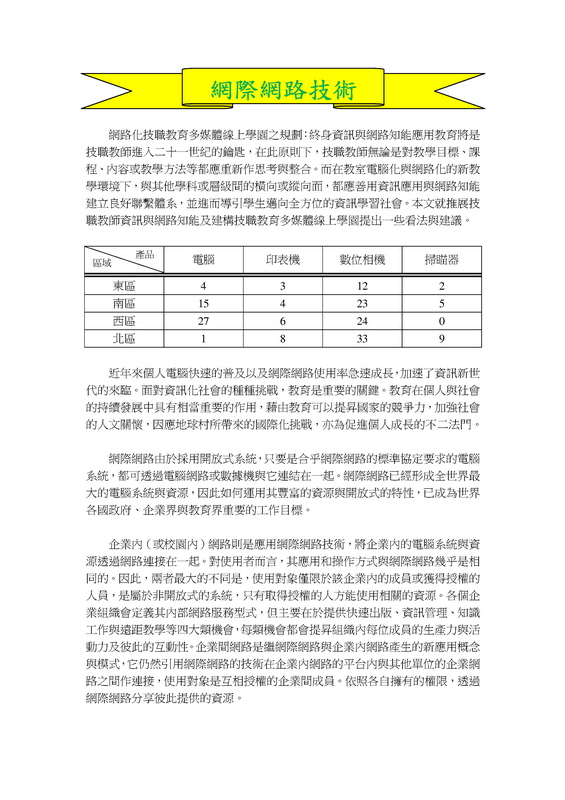 網際網路技術
網路化技職教育多媒體線上學園之規劃：終身資訊與網路知能應用教育將是
技職教師進入二十一世紀的鑰匙，在此原則下，技職教師無論是對教學目標、課
程、內容或教學方法等都應重新作思考與整合。而在教室電腦化與網路化的新教
學環境下，與其他學科或層級間的橫向或縱向面，都應善用資訊應用與網路知能
建立良好聯繫體系，並進而導引學生邁向全方位的資訊學習社會。本文就推展技
職教師資訊與網路知能及建構技職教育多媒體線上學園提出一些看法與建議。
產品
區域 電腦 印表機 數位相機 掃瞄器
東區 4 3 12 2
南區 15 4 23 5
西區 27 6 24 0
北區 1 8 33 9
近年來個人電腦快速的普及以及網際網路使用率急速成長，加速了資訊新世
代的來臨。面對資訊化社會的種種挑戰，教育是重要的關鍵。教育在個人與社會
的持續發展中具有相當重要的作用，藉由教育可以提昇國家的競爭力，加強社會
的人文關懷，因應地球村所帶來的國際化挑戰，亦為促進個人成長的不二法門。
網際網路由於採用開放式系統，只要是合乎網際網路的標準協定要求的電腦
系統，都可透過電腦網路或數據機與它連結在一起。網際網路已經形成全世界最
大的電腦系統與資源，因此如何運用其豐富的資源與開放式的特性，已成為世界
各國政府、企業界與教育界重要的工作目標。
企業內（或校園內）網路則是應用網際網路技術，將企業內的電腦系統與資
源透過網路連接在一起。對使用者而言，其應用和操作方式與網際網路幾乎是相
同的。因此，兩者最大的不同是，使用對象僅限於該企業內的成員或獲得授權的
人員，是屬於非開放式的系統，只有取得授權的人方能使用相關的資源。各個企
業組織會定義其內部網路服務型式，但主要在於提供快速出版、資訊管理、知識
工作與遠距教學等四大類機會，每類機會都會提昇組織內每位成員的生產力與活
動力及彼此的互動性。企業間網路是繼網際網路與企業內網路產生的新應用概念
與模式，它仍然引用網際網路的技術在企業內網路的平台內與其他單位的企業網
路之間作連接，使用對象是互相授權的企業間成員。依照各自擁有的權限，透過
網際網路分享彼此提供的資源。